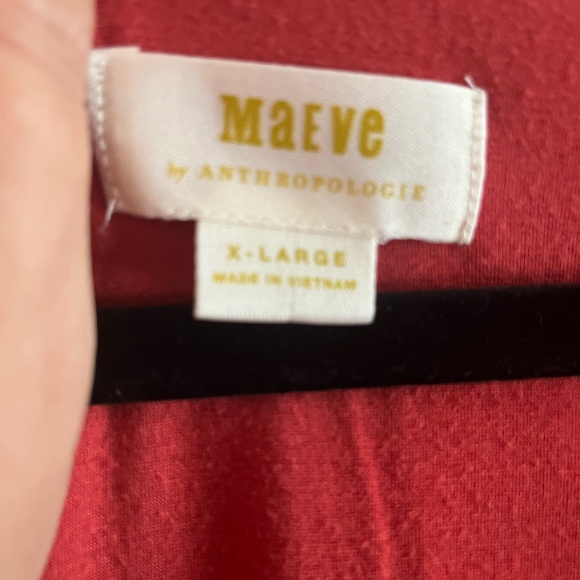 MaEVe
by ANTHROPOLOGIE
X-LARGE
MADE IN VIETNAM